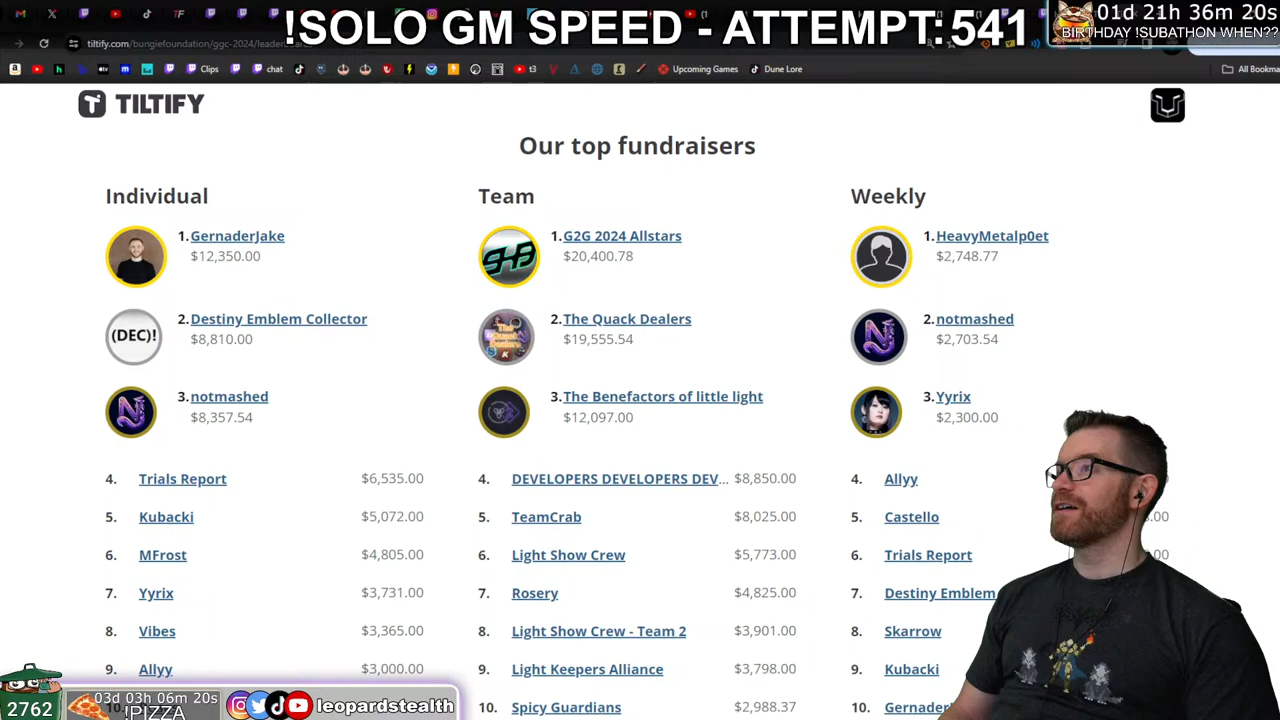 !SOLO GM SPEED - ATTEMPT: 541
01d 21h 36m 20s
BIRTHDAY !SUBATHON WHEN??
tiltify.com/bungiefoundation/ggc-2024/leaderboard
Clips
chat
t3
Upcoming Games
Dune Lore
All Bookma
TILTIFY
Our top fundraisers
Individual
1. GernaderJake
$12,350.00
2. Destiny Emblem Collector
(DEC)!
$8,810.00
3. notmashed
$8,357.54
4. Trials Report $6,535.00
5. Kubacki $5,072.00
6. MFrost $4,805.00
7. Yyrix $3,731.00
8. Vibes $3,365.00
9. Allyy $3,000.00
Team
1. G2G 2024 Allstars
$20,400.78
2. The Quack Dealers
$19,555.54
3. The Benefactors of little light
$12,097.00
4. DEVELOPERS DEVELOPERS DEV... $8,850.00
5. TeamCrab $8,025.00
6. Light Show Crew $5,773.00
7. Rosery $4,825.00
8. Light Show Crew - Team 2 $3,901.00
9. Light Keepers Alliance $3,798.00
10. Spicy Guardians $2,988.37
Weekly
1. HeavyMetalp0et
$2,748.77
2. notmashed
$2,703.54
3. Yyrix
$2,300.00
4. Allyy
5. Castello
6. Trials Report
7. Destiny Emblem
8. Skarrow
9. Kubacki
10. Gernader
2762
03d 03h 06m 20s
!PIZZA
leopardstealth